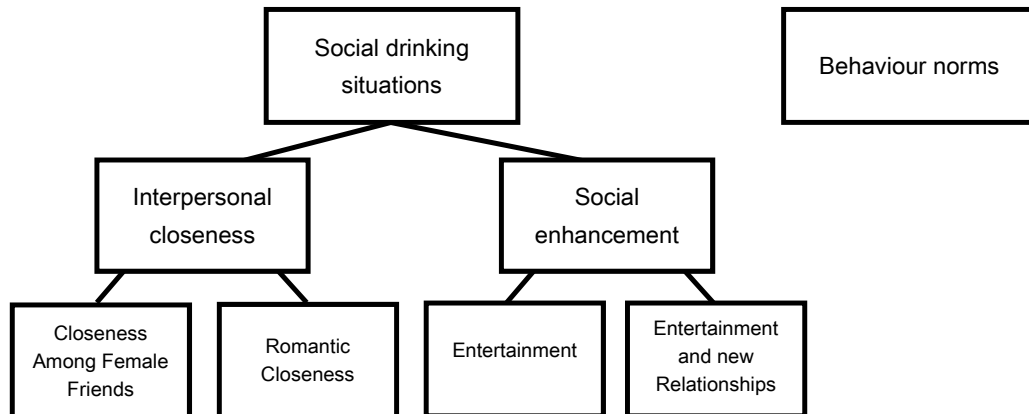 Social drinking
situations
Behaviour norms
Interpersonal
closeness
Social
enhancement
Closeness
Among Female
Friends
Romantic
Closeness
Entertainment
Entertainment
and new
Relationships